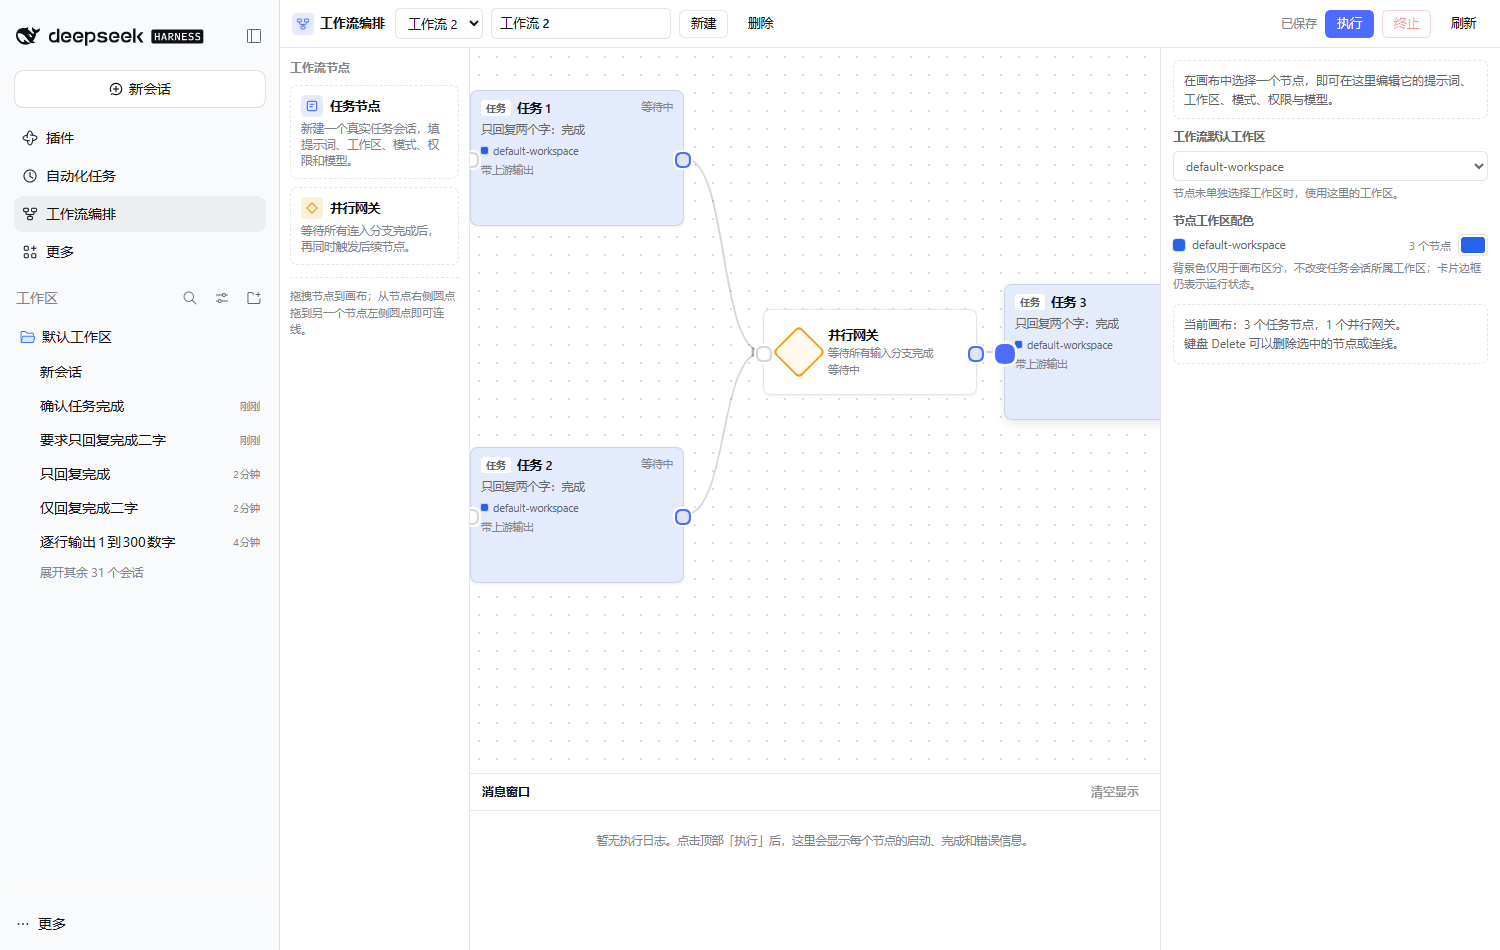 deepseek HARNESS
新会话
插件
自动化任务
工作流编排
更多
工作区
默认工作区
新会话
确认任务完成 刚刚
要求只回复完成二字 刚刚
只回复完成 2 分钟
仅回复完成二字 2 分钟
逐行输出 1 到 300 数字 4 分钟
展开其余 31 个会话
更多
工作流编排 工作流 2 工作流 2 新建 删除 已保存 执行 终止 刷新
工作流节点
任务节点
新建一个真实任务会话，填
提示词、工作区、模式、权
限和模型。
并行网关
等待所有连入分支完成后，
再同时触发后续节点。
拖拽节点到画布；从节点右侧圆点
拖到另一个节点左侧圆点即可连
线。
任务 任务 1 等待中
只回复两个字：完成
default-workspace
带上游输出
任务 任务 2 等待中
只回复两个字：完成
default-workspace
带上游输出
并行网关
等待所有输入分支完成
等待中
任务 任务 3
只回复两个字：完成
default-workspace
带上游输出
消息窗口 清空显示
暂无执行日志。点击顶部「执行」后，这里会显示每个节点的启动、完成和错误信息。
在画布中选择一个节点，即可在这里编辑它的提示词、
工作区、模式、权限与模型。
工作流默认工作区
default-workspace
节点未单独选择工作区时，使用这里的工作区。
节点工作区配色
default-workspace 3 个节点
背景色仅用于画布区分，不改变任务会话所属工作区；卡片边框
仍表示运行状态。
当前画布：3 个任务节点，1 个并行网关。
键盘 Delete 可以删除选中的节点或连线。